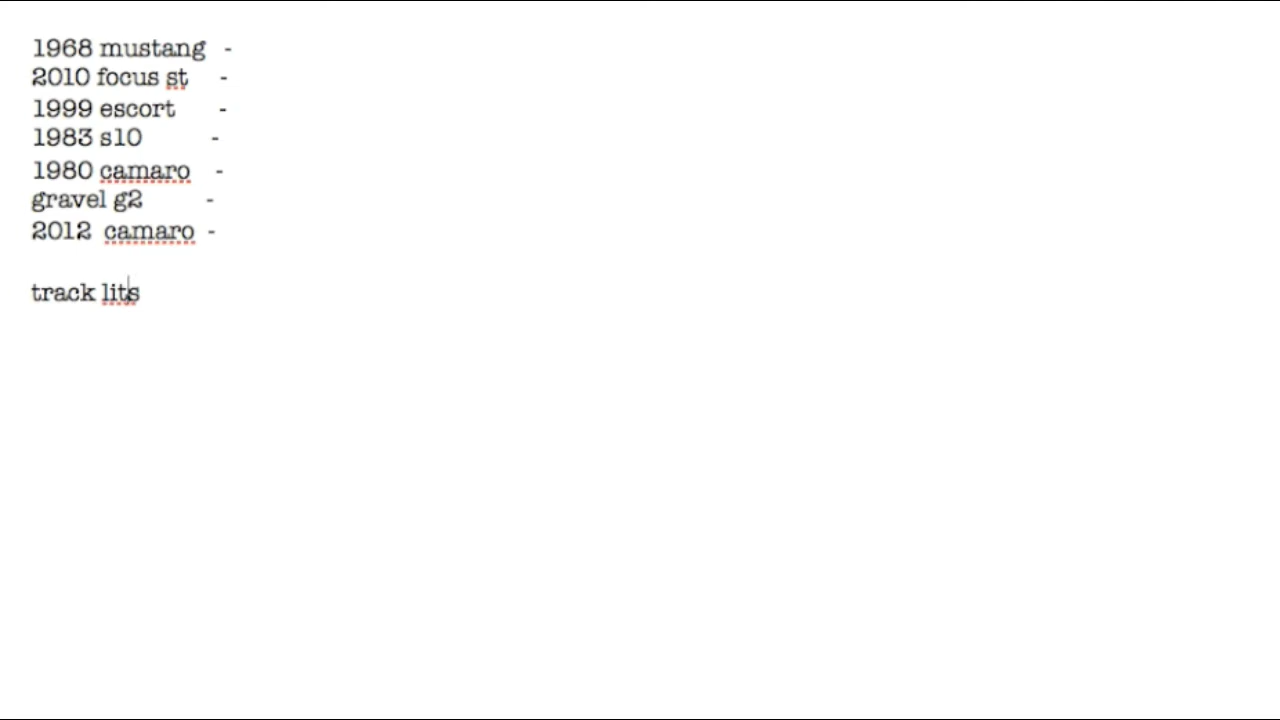 1968 mustang -
2010 focus st -
1999 escort -
1983 s10 -
1980 camaro -
gravel g2 -
2012 camaro -
track lits